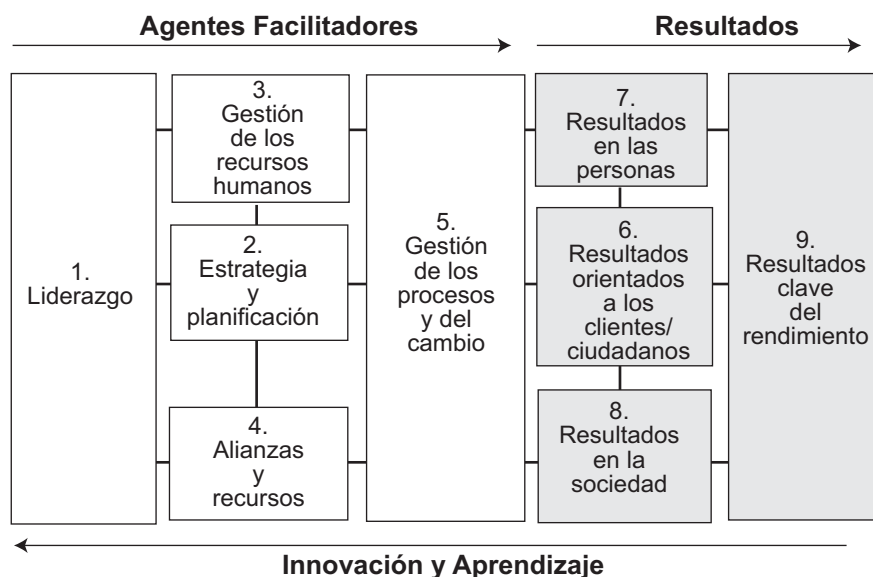 Agentes Facilitadores
Resultados
1.
Liderazgo
3.
Gestión
de los
recursos
humanos
2.
Estrategia
y
planificación
4.
Alianzas
y
recursos
5.
Gestión
de los
procesos
y del
cambio
7.
Resultados
en las
personas
6.
Resultados
orientados
a los
clientes/
ciudadanos
8.
Resultados
en la
sociedad
9.
Resultados
clave
del
rendimiento
Innovación y Aprendizaje